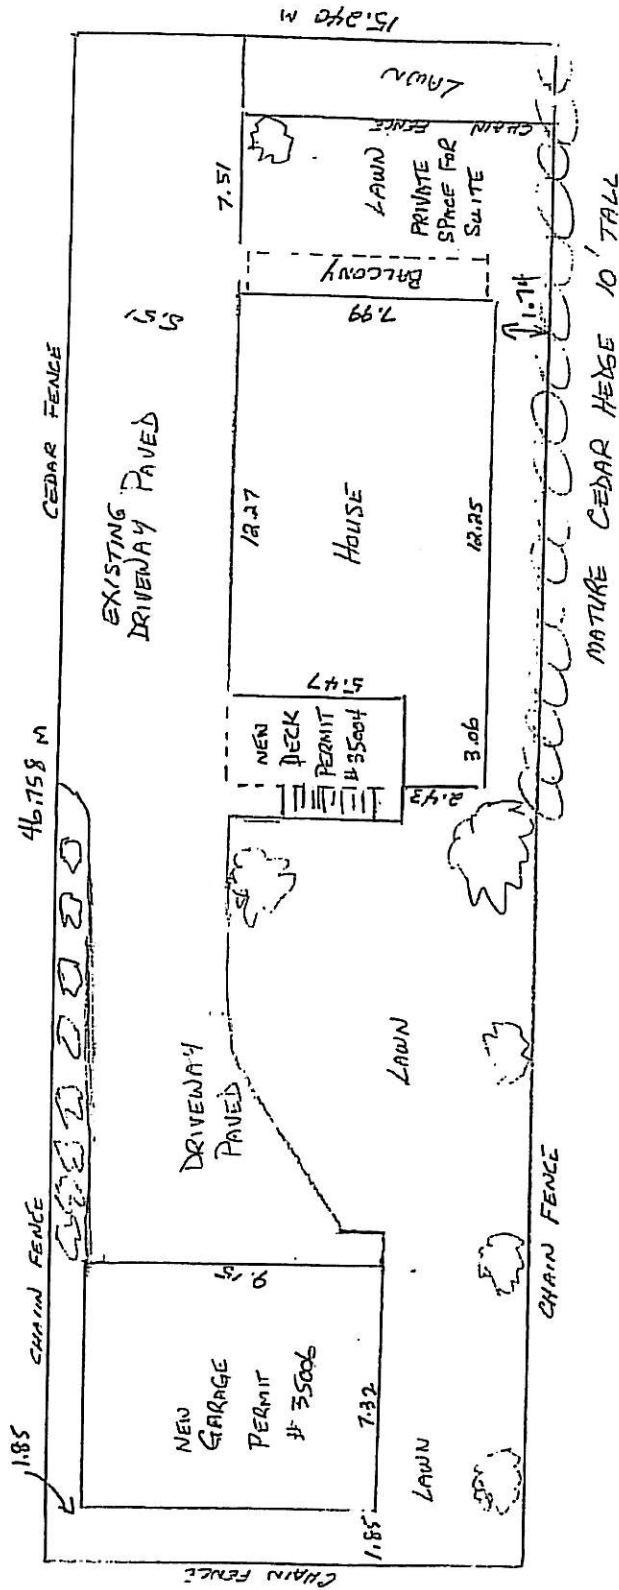 15.240 M
LAWN
CHAIN FENCE
7.51
LAWN
PRIVATE
SPACE FOR
SUITE
BALCONY
7.99
1.74
5.51
CEDAR FENCE
EXISTING
DRIVEWAY PAVED
12.27
HOUSE
12.25
MATURE CEDAR HEDGE 10' TALL
5.47
NEW
DECK
PERMIT
#35004
3.06
2.43
46.758 M
DRIVEWAY
PAVED
LAWN
CHAIN FENCE
CHAIN FENCE
9.15
NEW
GARAGE
PERMIT
# 35006
7.32
LAWN
1.85
1.85
CHAIN FENCE